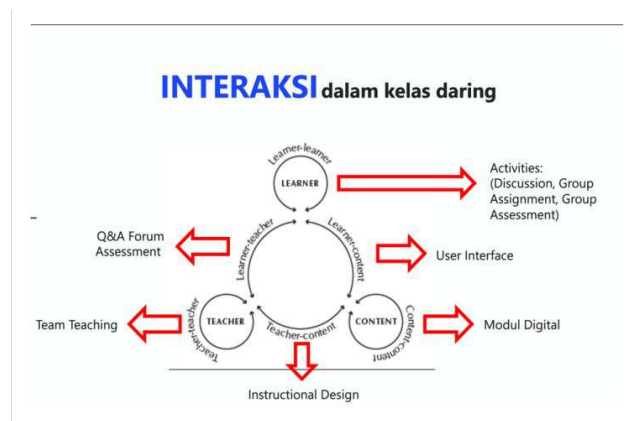 INTERAKSI dalam kelas daring
Learner-learner
LEARNER
Activities:
(Discussion, Group
Assignment, Group
Assessment)
Q&A Forum
Assessment
Learner-teacher
Learner-content
User Interface
Team Teaching
Teacher-teacher
TEACHER
Teacher-content
CONTENT
Content-content
Modul Digital
Instructional Design